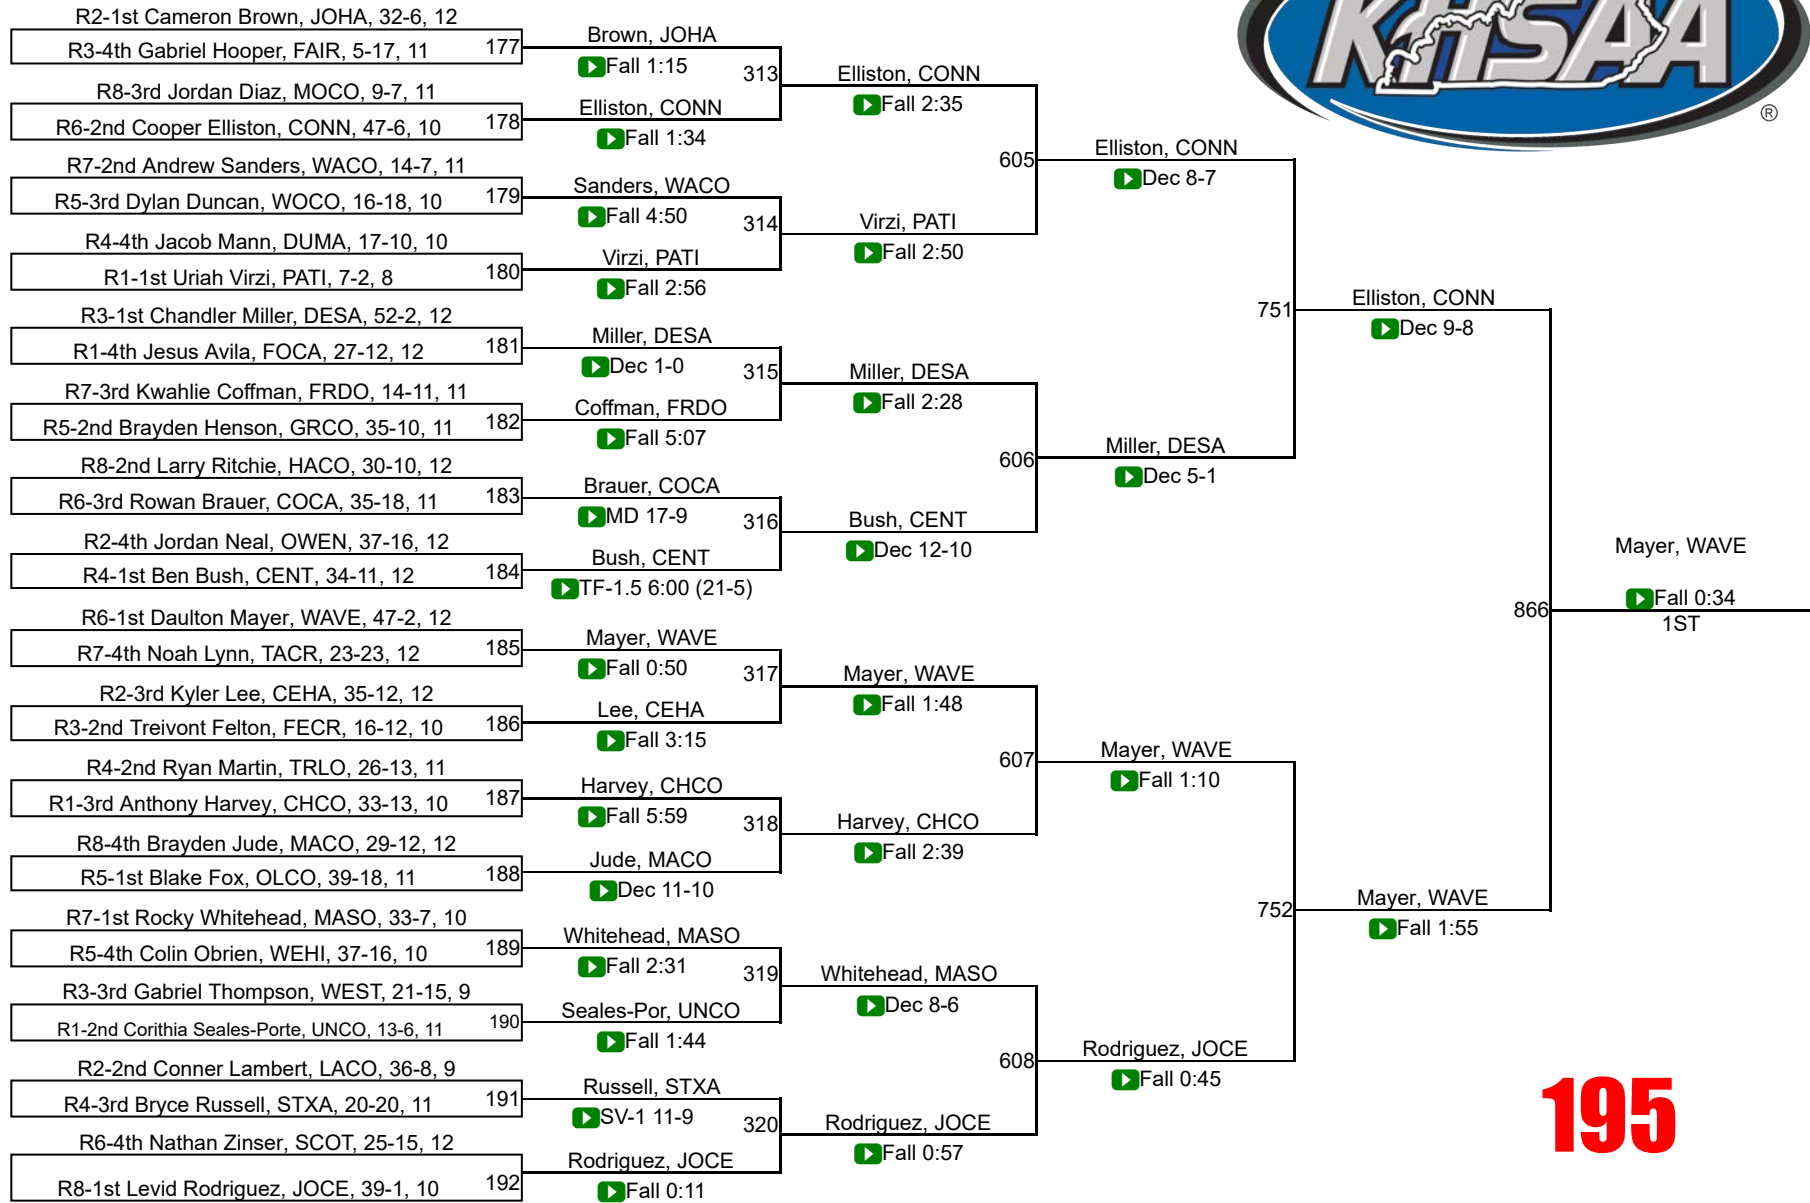 KHSAA
®
R2-1st Cameron Brown, JOHA, 32-6, 12
R3-4th Gabriel Hooper, FAIR, 5-17, 11
177
R8-3rd Jordan Diaz, MOCO, 9-7, 11
R6-2nd Cooper Elliston, CONN, 47-6, 10
178
R7-2nd Andrew Sanders, WACO, 14-7, 11
R5-3rd Dylan Duncan, WOCO, 16-18, 10
179
R4-4th Jacob Mann, DUMA, 17-10, 10
R1-1st Uriah Virzi, PATI, 7-2, 8
180
R3-1st Chandler Miller, DESA, 52-2, 12
R1-4th Jesus Avila, FOCA, 27-12, 12
181
R7-3rd Kwahlie Coffman, FRDO, 14-11, 11
R5-2nd Brayden Henson, GRCO, 35-10, 11
182
R8-2nd Larry Ritchie, HACO, 30-10, 12
R6-3rd Rowan Brauer, COCA, 35-18, 11
183
R2-4th Jordan Neal, OWEN, 37-16, 12
R4-1st Ben Bush, CENT, 34-11, 12
184
R6-1st Daulton Mayer, WAVE, 47-2, 12
R7-4th Noah Lynn, TACR, 23-23, 12
185
R2-3rd Kyler Lee, CEHA, 35-12, 12
R3-2nd Treivont Felton, FECR, 16-12, 10
186
R4-2nd Ryan Martin, TRLO, 26-13, 11
R1-3rd Anthony Harvey, CHCO, 33-13, 10
187
R8-4th Brayden Jude, MACO, 29-12, 12
R5-1st Blake Fox, OLCO, 39-18, 11
188
R7-1st Rocky Whitehead, MASO, 33-7, 10
R5-4th Colin Obrien, WEHI, 37-16, 10
189
R3-3rd Gabriel Thompson, WEST, 21-15, 9
R1-2nd Corithia Seales-Porte, UNCO, 13-6, 11
190
R2-2nd Conner Lambert, LACO, 36-8, 9
R4-3rd Bryce Russell, STXA, 20-20, 11
191
R6-4th Nathan Zinser, SCOT, 25-15, 12
R8-1st Levid Rodriguez, JOCE, 39-1, 10
192
Brown, JOHA
Fall 1:15
313
Elliston, CONN
Fall 1:34
Sanders, WACO
Fall 4:50
314
Virzi, PATI
Fall 2:56
Miller, DESA
Dec 1-0
315
Coffman, FRDO
Fall 5:07
Brauer, COCA
MD 17-9
316
Bush, CENT
TF-1.5 6:00 (21-5)
Mayer, WAVE
Fall 0:50
317
Lee, CEHA
Fall 3:15
Harvey, CHCO
Fall 5:59
318
Jude, MACO
Dec 11-10
Whitehead, MASO
Fall 2:31
319
Seales-Por, UNCO
Fall 1:44
Russell, STXA
SV-1 11-9
320
Rodriguez, JOCE
Fall 0:11
Elliston, CONN
Fall 2:35
605
Virzi, PATI
Fall 2:50
Miller, DESA
Fall 2:28
606
Bush, CENT
Dec 12-10
Mayer, WAVE
Fall 1:48
607
Harvey, CHCO
Fall 2:39
Whitehead, MASO
Dec 8-6
608
Rodriguez, JOCE
Fall 0:57
Elliston, CONN
Dec 8-7
751
Miller, DESA
Dec 5-1
Mayer, WAVE
Fall 1:10
752
Rodriguez, JOCE
Fall 0:45
Elliston, CONN
Dec 9-8
866
Mayer, WAVE
Fall 1:55
Mayer, WAVE
Fall 0:34
1ST
195